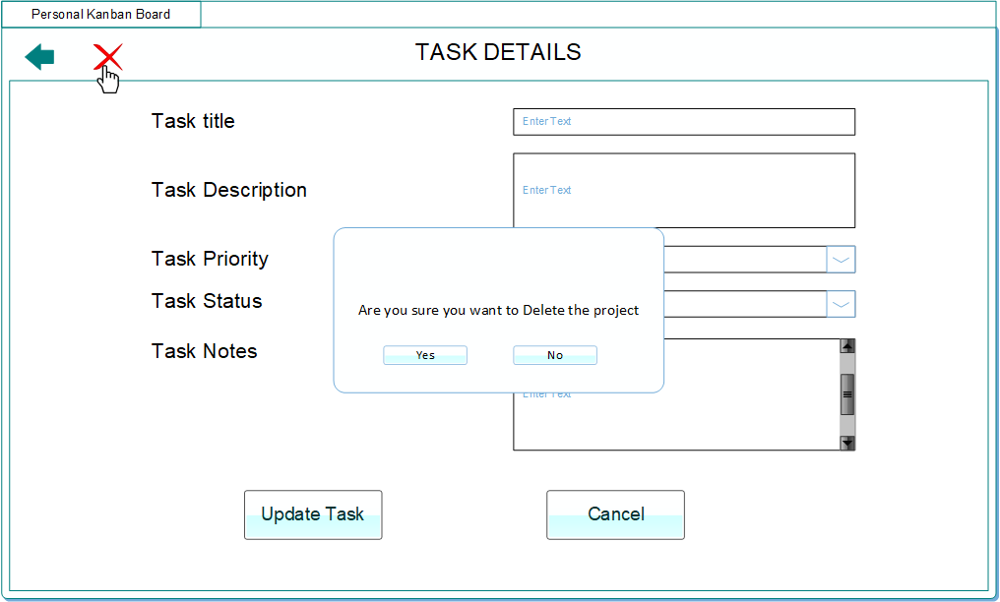 Personal Kanban Board
TASK DETAILS
Task title
Enter Text
Task Description
Enter Text
Task Priority
Task Status
Are you sure you want to Delete the project
Task Notes
Yes
No
Enter Text
Update Task
Cancel